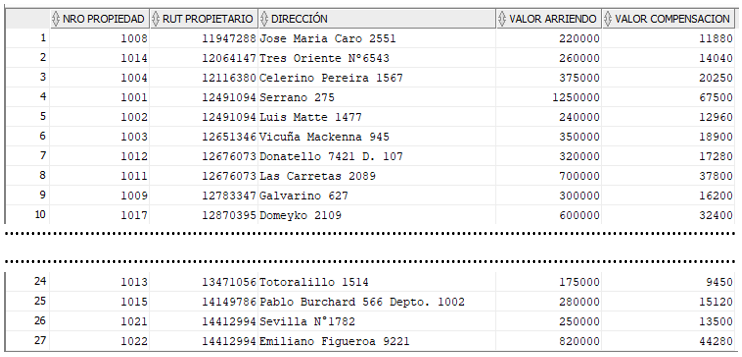 NRO PROPIEDAD RUT PROPIETARIO DIRECCIÓN VALOR ARRIENDO VALOR COMPENSACION
1 1008 11947288 Jose Maria Caro 2551 220000 11880
2 1014 12064147 Tres Oriente N°6543 260000 14040
3 1004 12116380 Celerino Pereira 1567 375000 20250
4 1001 12491094 Serrano 275 1250000 67500
5 1002 12491094 Luis Matte 1477 240000 12960
6 1003 12651346 Vicuña Mackenna 945 350000 18900
7 1012 12676073 Donatello 7421 D. 107 320000 17280
8 1011 12676073 Las Carretas 2089 700000 37800
9 1009 12783347 Galvarino 627 300000 16200
10 1017 12870395 Domeyko 2109 600000 32400
24 1013 13471056 Totoralillo 1514 175000 9450
25 1015 14149786 Pablo Burchard 566 Depto. 1002 280000 15120
26 1021 14412994 Sevilla N°1782 250000 13500
27 1022 14412994 Emiliano Figueroa 9221 820000 44280